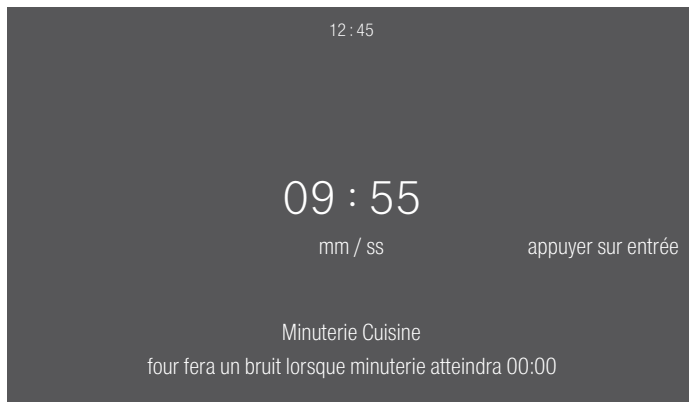 12 : 45
09 : 55
mm / ss
appuyer sur entrée
Minuterie Cuisine
four fera un bruit lorsque minuterie atteindra 00:00